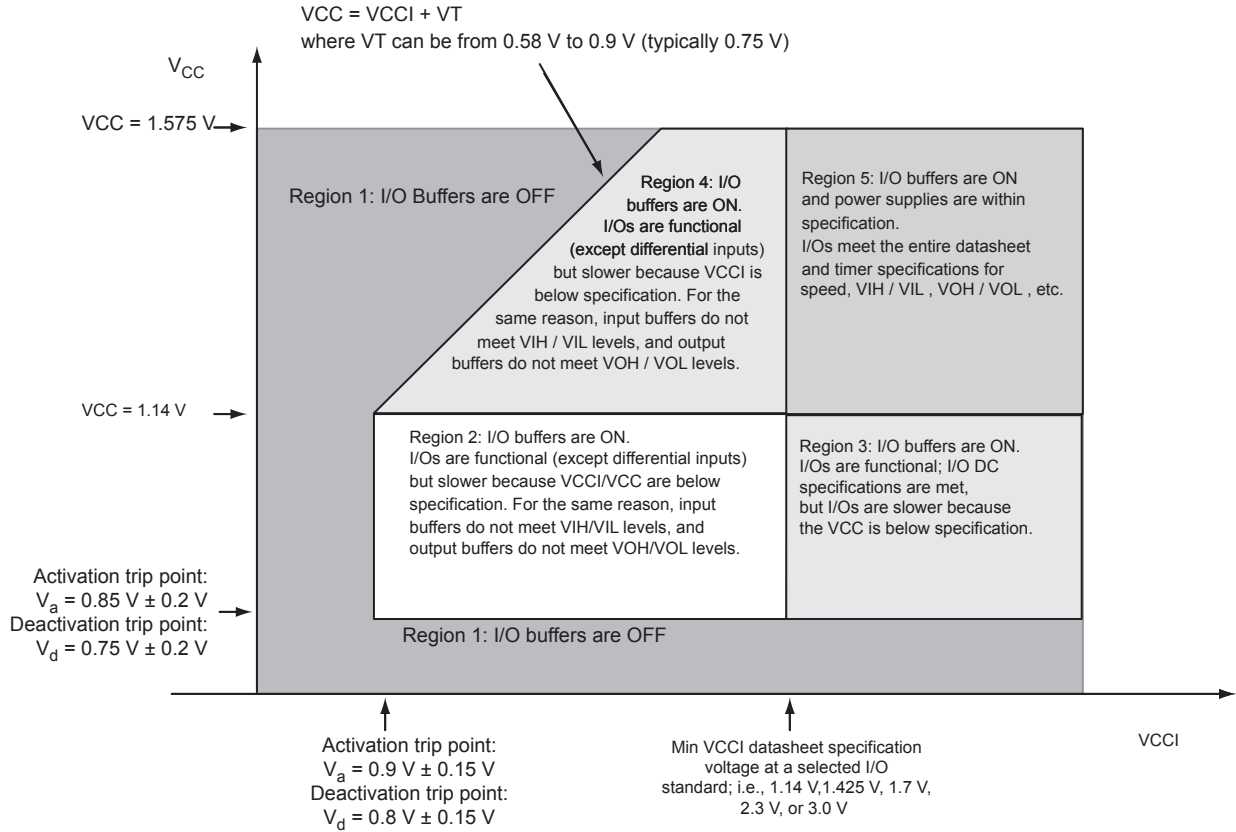 VCC = VCCI + VT
where VT can be from 0.58 V to 0.9 V (typically 0.75 V)
VCC
VCC = 1.575 V
Region 1: I/O Buffers are OFF
Region 4: I/O
buffers are ON.
I/Os are functional
(except differential inputs)
but slower because VCCI is
below specification. For the
same reason, input buffers do not
meet VIH / VIL levels, and output
buffers do not meet VOH / VOL levels.
Region 5: I/O buffers are ON
and power supplies are within
specification.
I/Os meet the entire datasheet
and timer specifications for
speed, VIH / VIL , VOH / VOL , etc.
VCC = 1.14 V
Region 2: I/O buffers are ON.
I/Os are functional (except differential inputs)
but slower because VCCI/VCC are below
specification. For the same reason, input
buffers do not meet VIH/VIL levels, and
output buffers do not meet VOH/VOL levels.
Region 3: I/O buffers are ON.
I/Os are functional; I/O DC
specifications are met,
but I/Os are slower because
the VCC is below specification.
Activation trip point:
Va = 0.85 V ± 0.2 V
Deactivation trip point:
Vd = 0.75 V ± 0.2 V
Region 1: I/O buffers are OFF
Activation trip point:
Va = 0.9 V ± 0.15 V
Deactivation trip point:
Vd = 0.8 V ± 0.15 V
Min VCCI datasheet specification
voltage at a selected I/O
standard; i.e., 1.14 V,1.425 V, 1.7 V,
2.3 V, or 3.0 V
VCCI